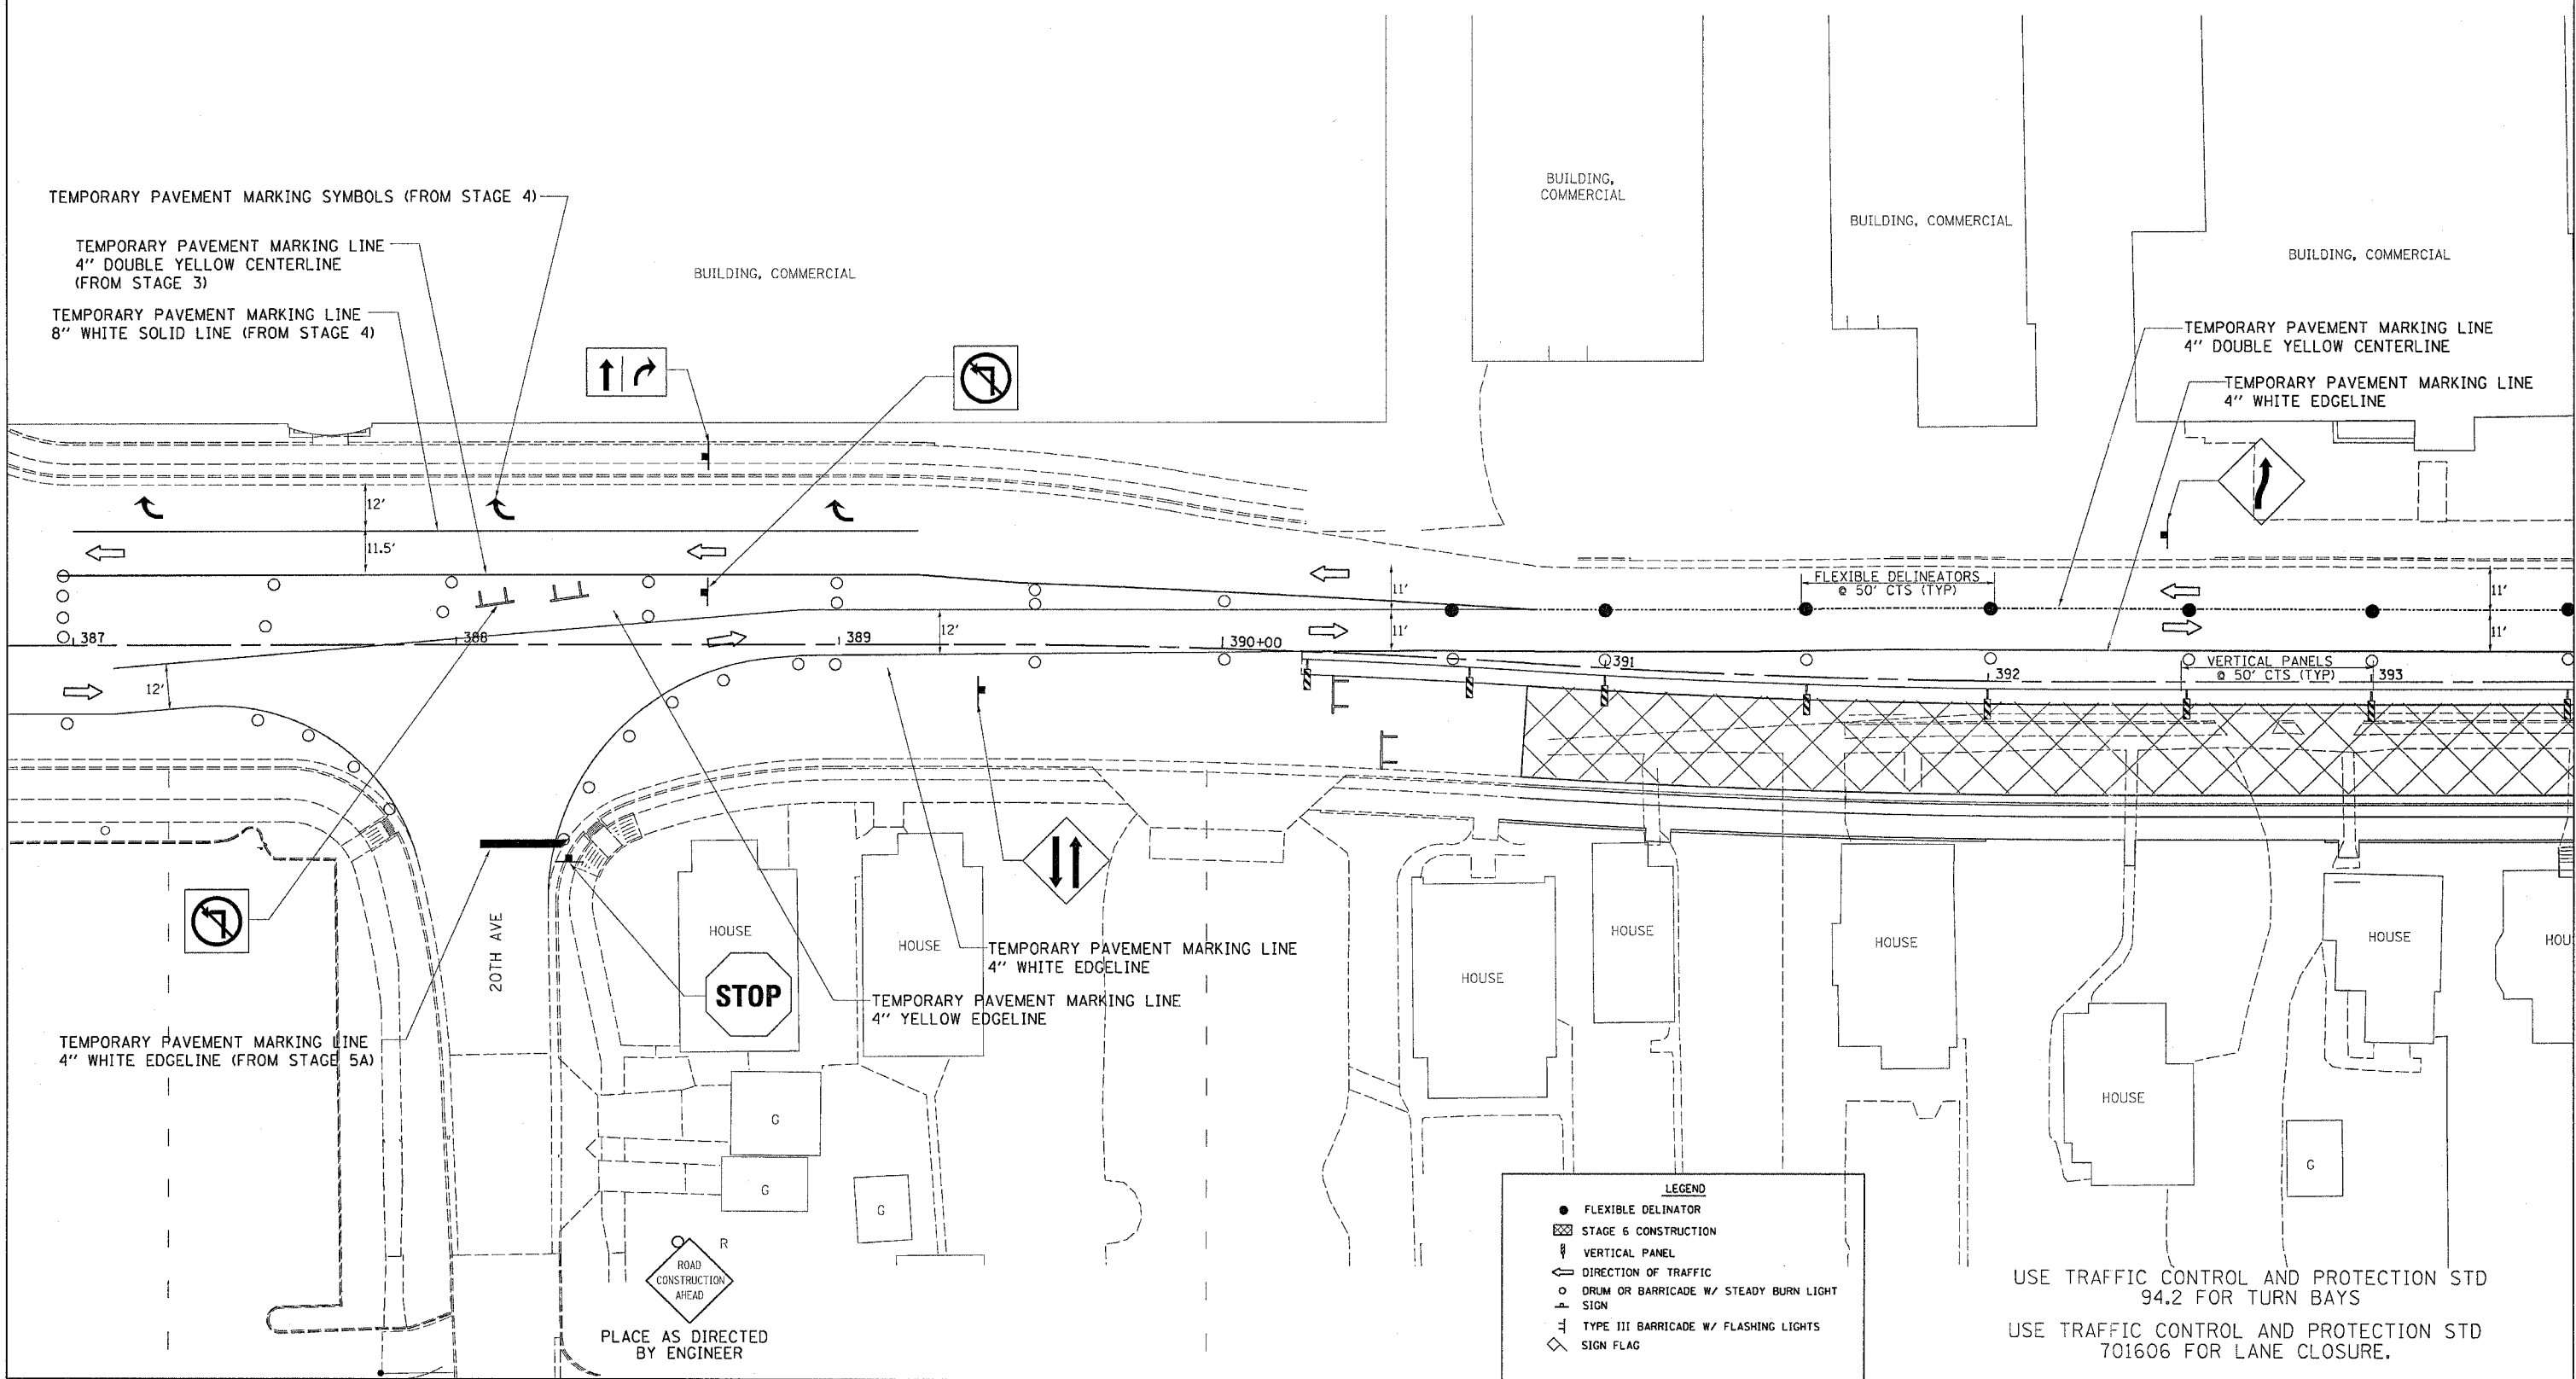 TEMPORARY PAVEMENT MARKING SYMBOLS (FROM STAGE 4)
TEMPORARY PAVEMENT MARKING LINE
4" DOUBLE YELLOW CENTERLINE
(FROM STAGE 3)
TEMPORARY PAVEMENT MARKING LINE
8" WHITE SOLID LINE (FROM STAGE 4)
BUILDING, COMMERCIAL
BUILDING,
COMMERCIAL
BUILDING, COMMERCIAL
BUILDING, COMMERCIAL
TEMPORARY PAVEMENT MARKING LINE
4" DOUBLE YELLOW CENTERLINE
TEMPORARY PAVEMENT MARKING LINE
4" WHITE EDGELINE
12'
11.5'
11'
FLEXIBLE DELINEATORS
@ 50' CTS (TYP)
11'
387
388
389
12'
390+00
11'
11'
391
392
VERTICAL PANELS
@ 50' CTS (TYP)
393
12'
20TH AVE
HOUSE
HOUSE
STOP
TEMPORARY PAVEMENT MARKING LINE
4" WHITE EDGELINE
TEMPORARY PAVEMENT MARKING LINE
4" YELLOW EDGELINE
TEMPORARY PAVEMENT MARKING LINE
4" WHITE EDGELINE (FROM STAGE 5A)
HOUSE
HOUSE
HOUSE
HOUSE
HOUSE
HOU
G
G
G
G
R
ROAD
CONSTRUCTION
AHEAD
PLACE AS DIRECTED
BY ENGINEER
LEGEND
FLEXIBLE DELINATOR
STAGE 6 CONSTRUCTION
VERTICAL PANEL
DIRECTION OF TRAFFIC
DRUM OR BARRICADE W/ STEADY BURN LIGHT
SIGN
TYPE III BARRICADE W/ FLASHING LIGHTS
SIGN FLAG
USE TRAFFIC CONTROL AND PROTECTION STD
94.2 FOR TURN BAYS
USE TRAFFIC CONTROL AND PROTECTION STD
701606 FOR LANE CLOSURE.